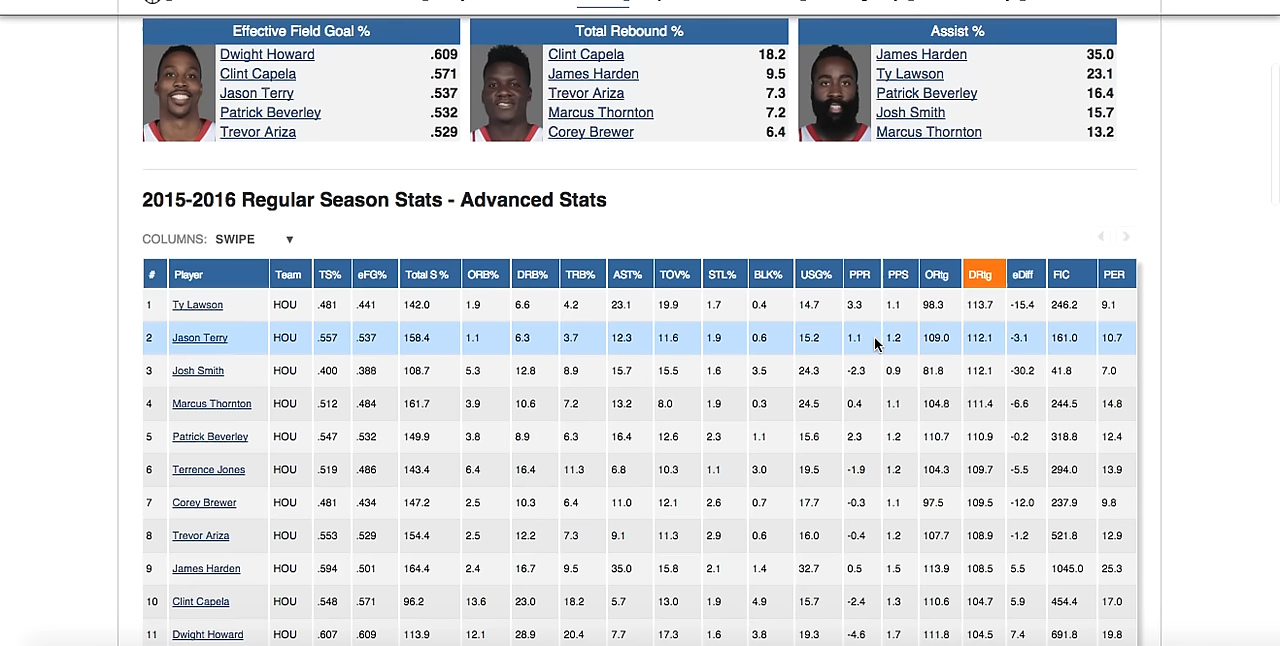 Effective Field Goal %
Dwight Howard .609
Clint Capela .571
Jason Terry .537
Patrick Beverley .532
Trevor Ariza .529
Total Rebound %
Clint Capela 18.2
James Harden 9.5
Trevor Ariza 7.3
Marcus Thornton 7.2
Corey Brewer 6.4
Assist %
James Harden 35.0
Ty Lawson 23.1
Patrick Beverley 16.4
Josh Smith 15.7
Marcus Thornton 13.2
2015-2016 Regular Season Stats - Advanced Stats
COLUMNS: SWIPE ▼
# Player Team TS% eFG% Total S % ORB% DRB% TRB% AST% TOV% STL% BLK% USG% PPR PPS ORtg DRtg eDiff FIC PER
1 Ty Lawson HOU .481 .441 142.0 1.9 6.6 4.2 23.1 19.9 1.7 0.4 14.7 3.3 1.1 98.3 113.7 -15.4 246.2 9.1
2 Jason Terry HOU .557 .537 158.4 1.1 6.3 3.7 12.3 11.6 1.9 0.6 15.2 1.1 1.2 109.0 112.1 -3.1 161.0 10.7
3 Josh Smith HOU .400 .388 108.7 5.3 12.8 8.9 15.7 15.5 1.6 3.5 24.3 -2.3 0.9 81.8 112.1 -30.2 41.8 7.0
4 Marcus Thornton HOU .512 .484 161.7 3.9 10.6 7.2 13.2 8.0 1.9 0.3 24.5 0.4 1.1 104.8 111.4 -6.6 244.5 14.8
5 Patrick Beverley HOU .547 .532 149.9 3.8 8.9 6.3 16.4 12.6 2.3 1.1 15.6 2.3 1.2 110.7 110.9 -0.2 318.8 12.4
6 Terrence Jones HOU .519 .486 143.4 6.4 16.4 11.3 6.8 10.3 1.1 3.0 19.5 -1.9 1.2 104.3 109.7 -5.5 294.0 13.9
7 Corey Brewer HOU .481 .434 147.2 2.5 10.3 6.4 11.0 12.1 2.6 0.7 17.7 -0.3 1.1 97.5 109.5 -12.0 237.9 9.8
8 Trevor Ariza HOU .553 .529 154.4 2.5 12.2 7.3 9.1 11.3 2.9 0.6 16.0 -0.4 1.2 107.7 108.9 -1.2 521.8 12.9
9 James Harden HOU .594 .501 164.4 2.4 16.7 9.5 35.0 15.8 2.1 1.4 32.7 0.5 1.5 113.9 108.5 5.5 1045.0 25.3
10 Clint Capela HOU .548 .571 96.2 13.6 23.0 18.2 5.7 13.0 1.9 4.9 15.7 -2.4 1.3 110.6 104.7 5.9 454.4 17.0
11 Dwight Howard HOU .607 .609 113.9 12.1 28.9 20.4 7.7 17.3 1.6 3.8 19.3 -4.6 1.7 111.8 104.5 7.4 691.8 19.8